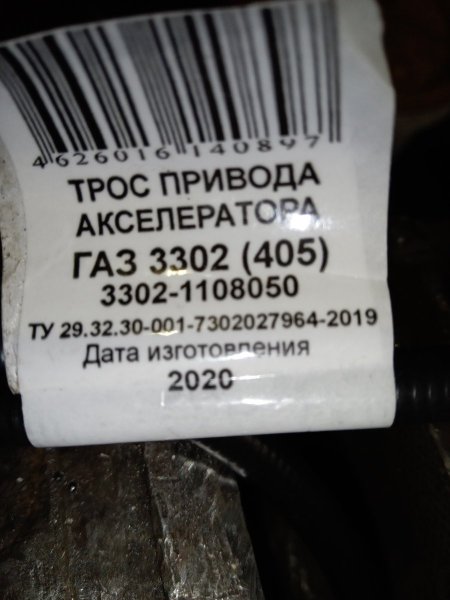 4626016140897
ТРОС ПРИВОДА
АКСЕЛЕРАТОРА
ГАЗ 3302 (405)
3302-1108050
ТУ 29.32.30-001-7302027964-2019
Дата изготовления
2020